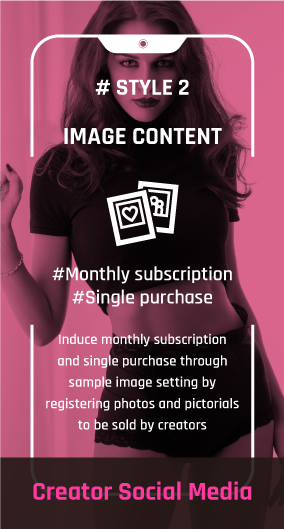 # STYLE 2
IMAGE CONTENT
#Monthly subscription
#Single purchase
Induce monthly subscription
and single purchase through
sample image setting by
registering photos and pictorials
to be sold by creators
Creator Social Media